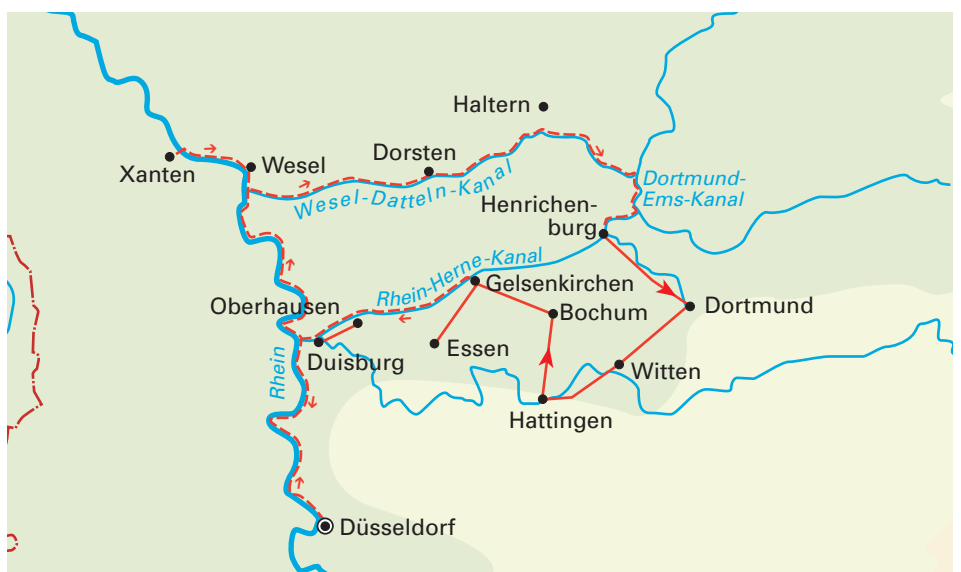 Haltern
Xanten
Wesel
Dorsten
Wesel-Datteln-Kanal
Dortmund-
Ems-Kanal
Henrichen-
burg
Rhein-Herne-Kanal
Gelsenkirchen
Oberhausen
Bochum
Dortmund
Duisburg
Essen
Witten
Rhein
Hattingen
Düsseldorf